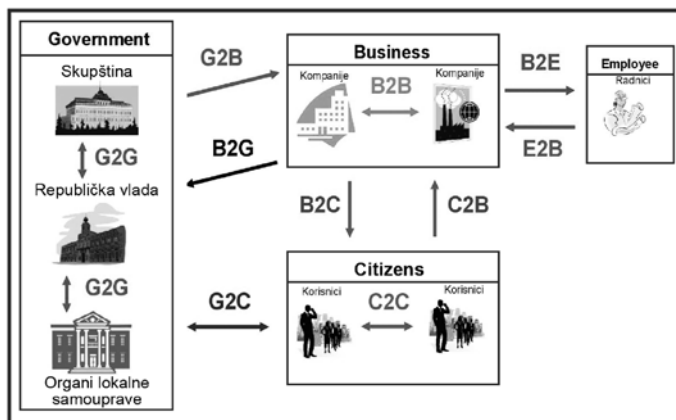 Government
Skupština
G2G
Republička vlada
G2G
Organi lokalne
samouprave
G2B
B2G
G2C
Business
Kompanije
B2B
Kompanije
B2C
C2B
Citizens
Korisnici
C2C
Korisnici
B2E
E2B
Employee
Radnici